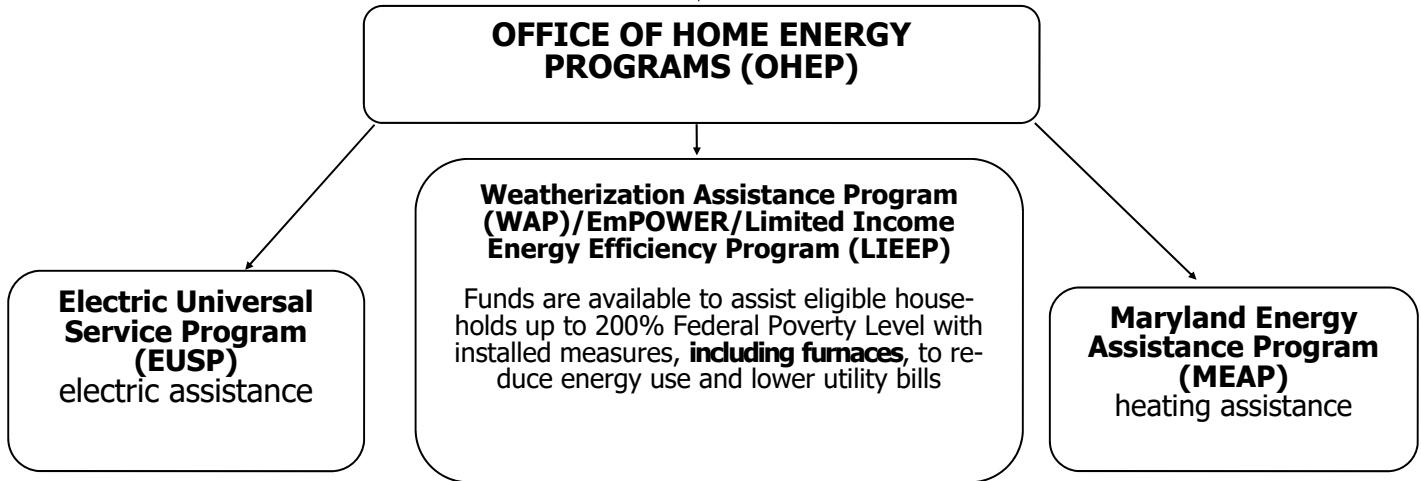 OFFICE OF HOME ENERGY
PROGRAMS (OHEP)
Electric Universal
Service Program
(EUSP)
electric assistance
Weatherization Assistance Program
(WAP)/EmPOWER/Limited Income
Energy Efficiency Program (LIEEP)
Funds are available to assist eligible house-
holds up to 200% Federal Poverty Level with
installed measures, including furnaces, to re-
duce energy use and lower utility bills
Maryland Energy
Assistance Program
(MEAP)
heating assistance